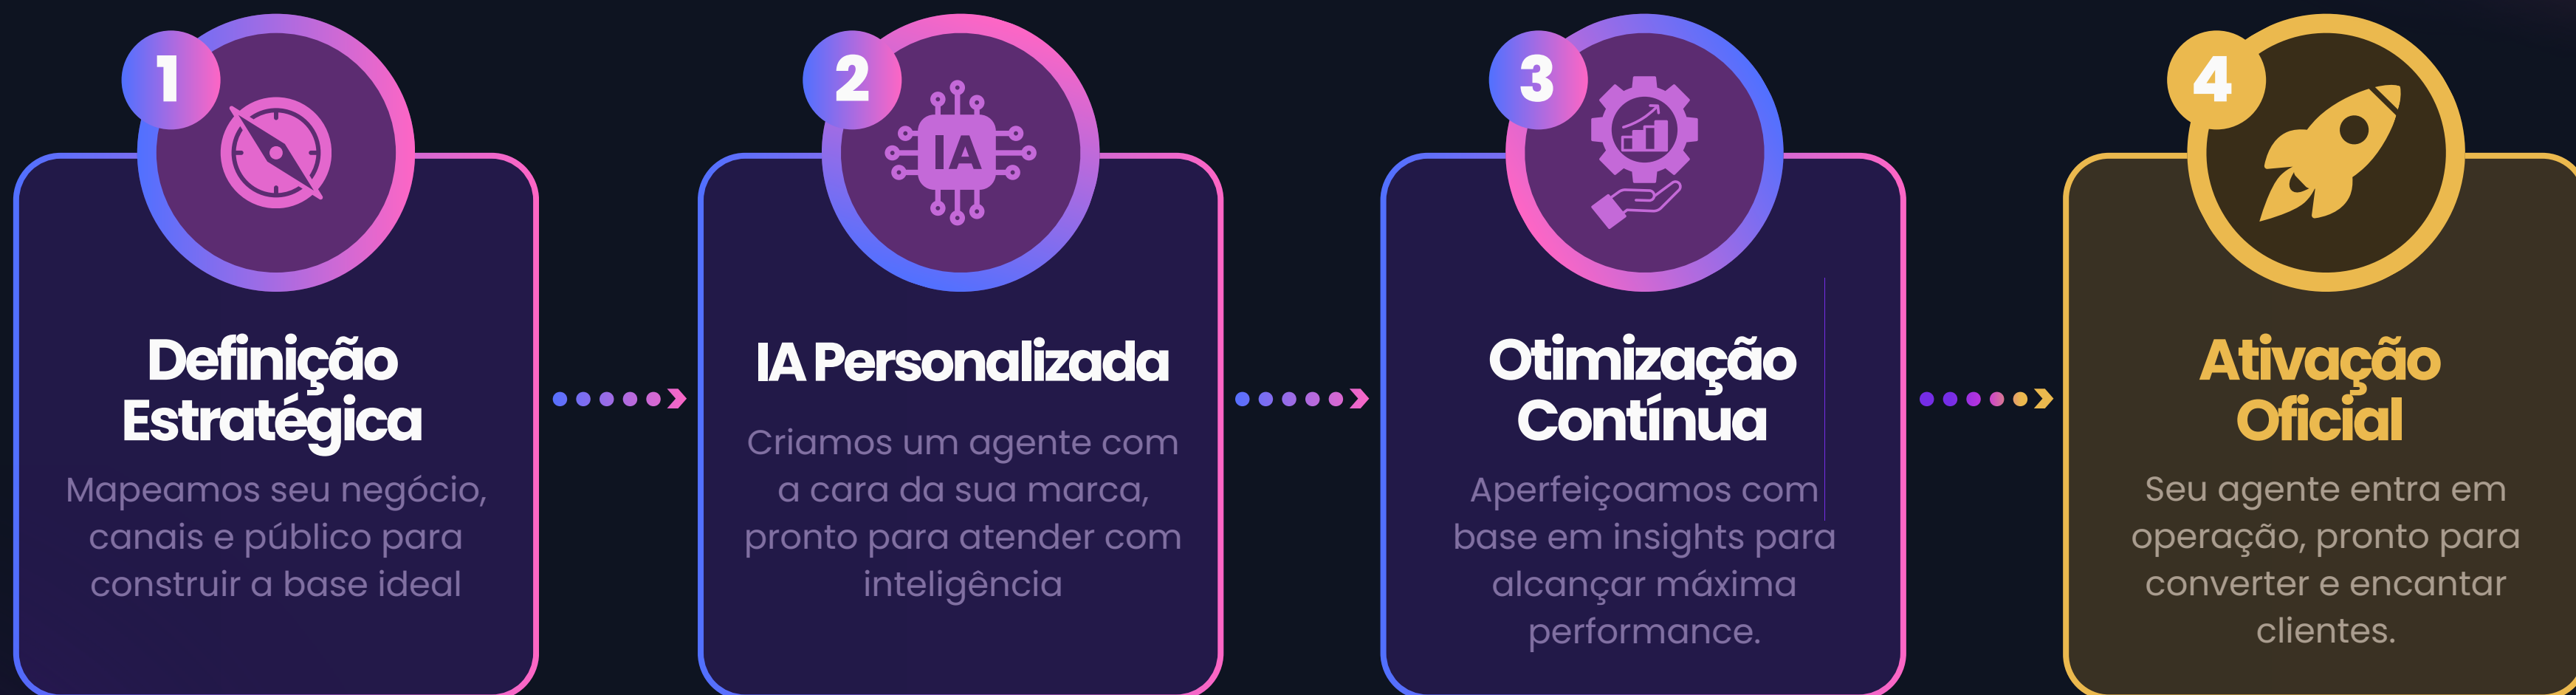 1
Definição
Estratégica
Mapeamos seu negócio,
canais e público para
construir a base ideal
2
IA
IA Personalizada
Criamos um agente com
a cara da sua marca,
pronto para atender com
inteligência
3
Otimização
Contínua
Aperfeiçoamos com
base em insights para
alcançar máxima
performance.
4
Ativação
Oficial
Seu agente entra em
operação, pronto para
converter e encantar
clientes.